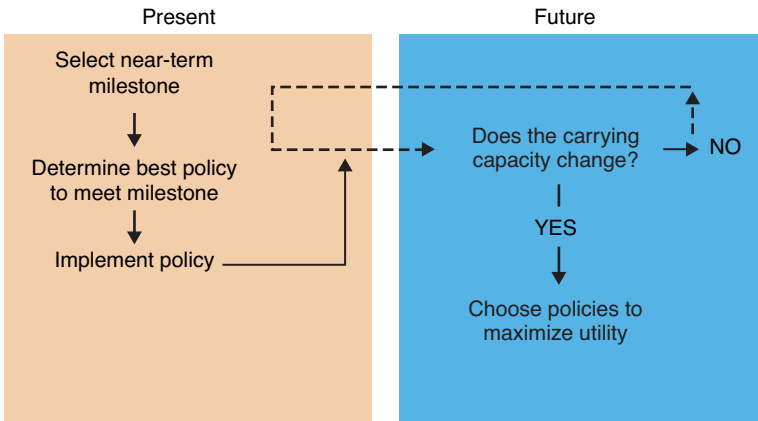 Present
Select near-term
milestone
Determine best policy
to meet milestone
Implement policy
Future
Does the carrying
capacity change?
NO
YES
Choose policies to
maximize utility